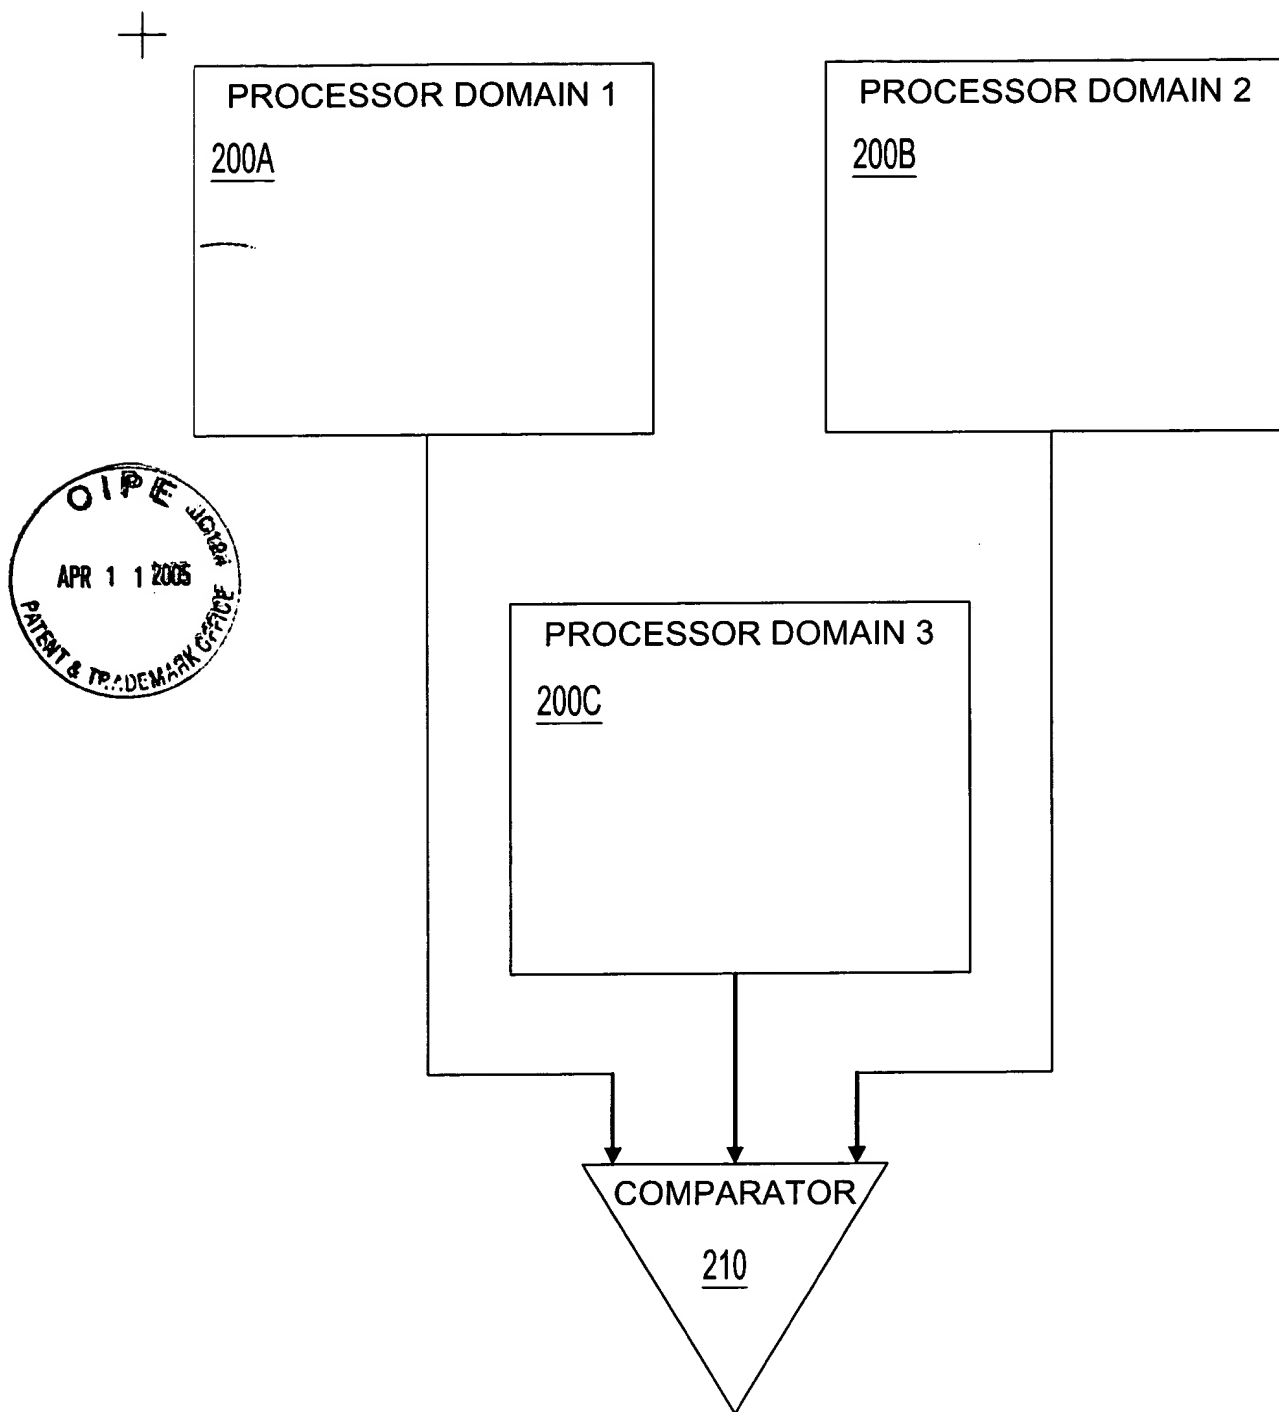 PROCESSOR DOMAIN 1
200A
PROCESSOR DOMAIN 2
200B
OIPE
APR 1 1 2005
PATENT & TRADEMARK OFFICE
PROCESSOR DOMAIN 3
200C
COMPARATOR
210